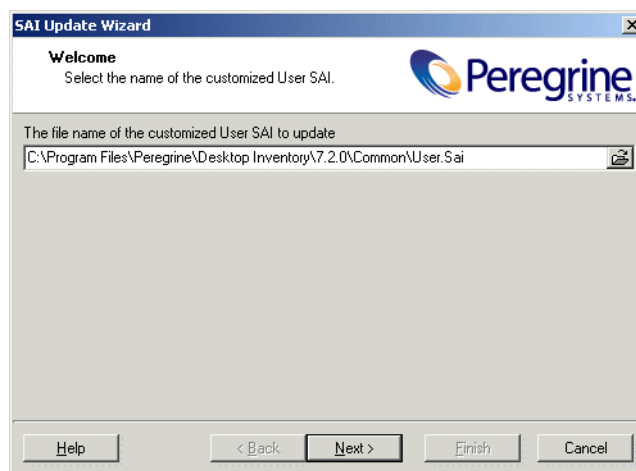 SAI Update Wizard
Welcome
Select the name of the customized User SAI.
Peregrine
SYSTEMS
The file name of the customized User SAI to update
C:\Program Files\Peregrine\Desktop Inventory\7.2.0\Common\User.Sai
Help
< Back
Next >
Finish
Cancel